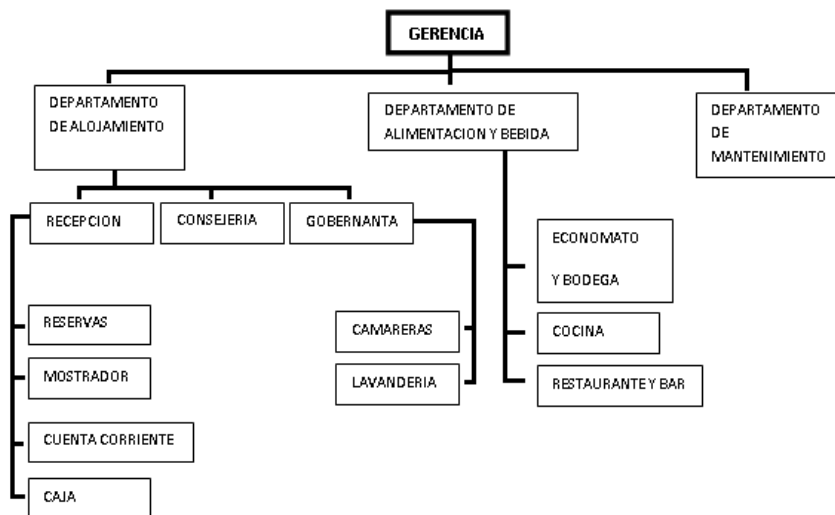 GERENCIA
DEPARTAMENTO
DE ALOJAMIENTO
DEPARTAMENTO DE
ALIMENTACION Y BEBIDA
DEPARTAMENTO
DE
MANTENIMIENTO
RECEPCION
CONSEJERIA
GOBERNANTA
ECONOMATO
Y BODEGA
RESERVAS
CAMARERAS
COCINA
MOSTRADOR
LAVANDERIA
RESTAURANTE Y BAR
CUENTA CORRIENTE
CAJA